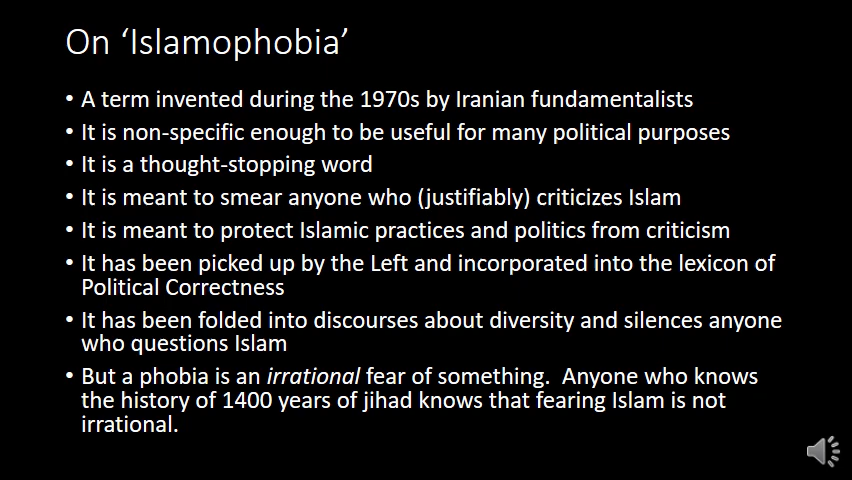 On ‘Islamophobia’
• A term invented during the 1970s by Iranian fundamentalists
• It is non-specific enough to be useful for many political purposes
• It is a thought-stopping word
• It is meant to smear anyone who (justifiably) criticizes Islam
• It is meant to protect Islamic practices and politics from criticism
• It has been picked up by the Left and incorporated into the lexicon of
Political Correctness
• It has been folded into discourses about diversity and silences anyone
who questions Islam
• But a phobia is an irrational fear of something.  Anyone who knows
the history of 1400 years of jihad knows that fearing Islam is not
irrational.